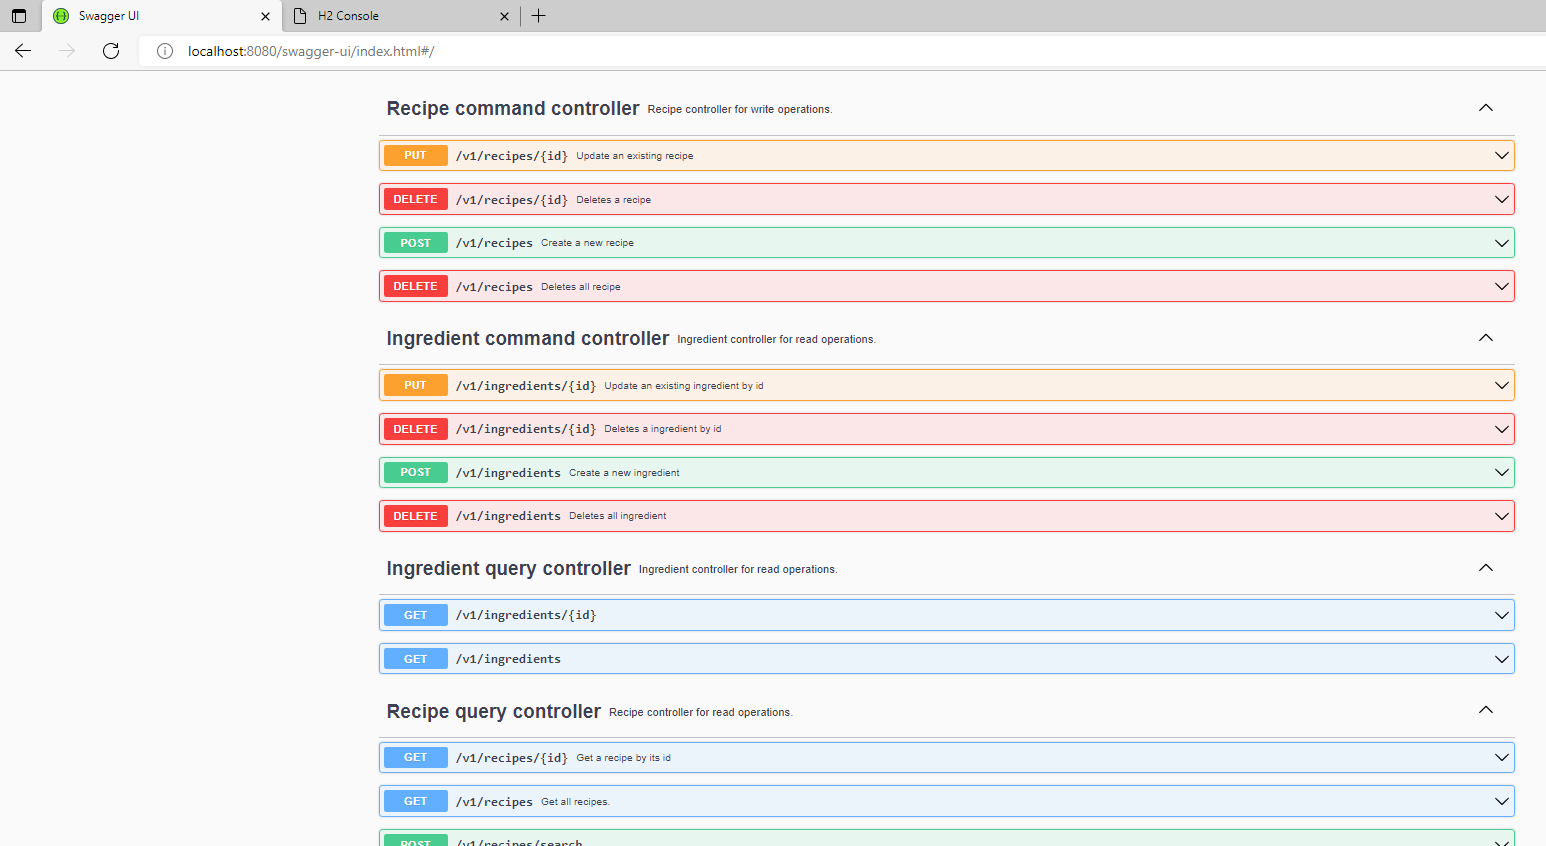 Swagger UI
H2 Console
localhost:8080/swagger-ui/index.html#/
Recipe command controller Recipe controller for write operations.
PUT /v1/recipes/{id} Update an existing recipe
DELETE /v1/recipes/{id} Deletes a recipe
POST /v1/recipes Create a new recipe
DELETE /v1/recipes Deletes all recipe
Ingredient command controller Ingredient controller for read operations.
PUT /v1/ingredients/{id} Update an existing ingredient by id
DELETE /v1/ingredients/{id} Deletes a ingredient by id
POST /v1/ingredients Create a new ingredient
DELETE /v1/ingredients Deletes all ingredient
Ingredient query controller Ingredient controller for read operations.
GET /v1/ingredients/{id}
GET /v1/ingredients
Recipe query controller Recipe controller for read operations.
GET /v1/recipes/{id} Get a recipe by its id
GET /v1/recipes Get all recipes.
POST /v1/recipes/search